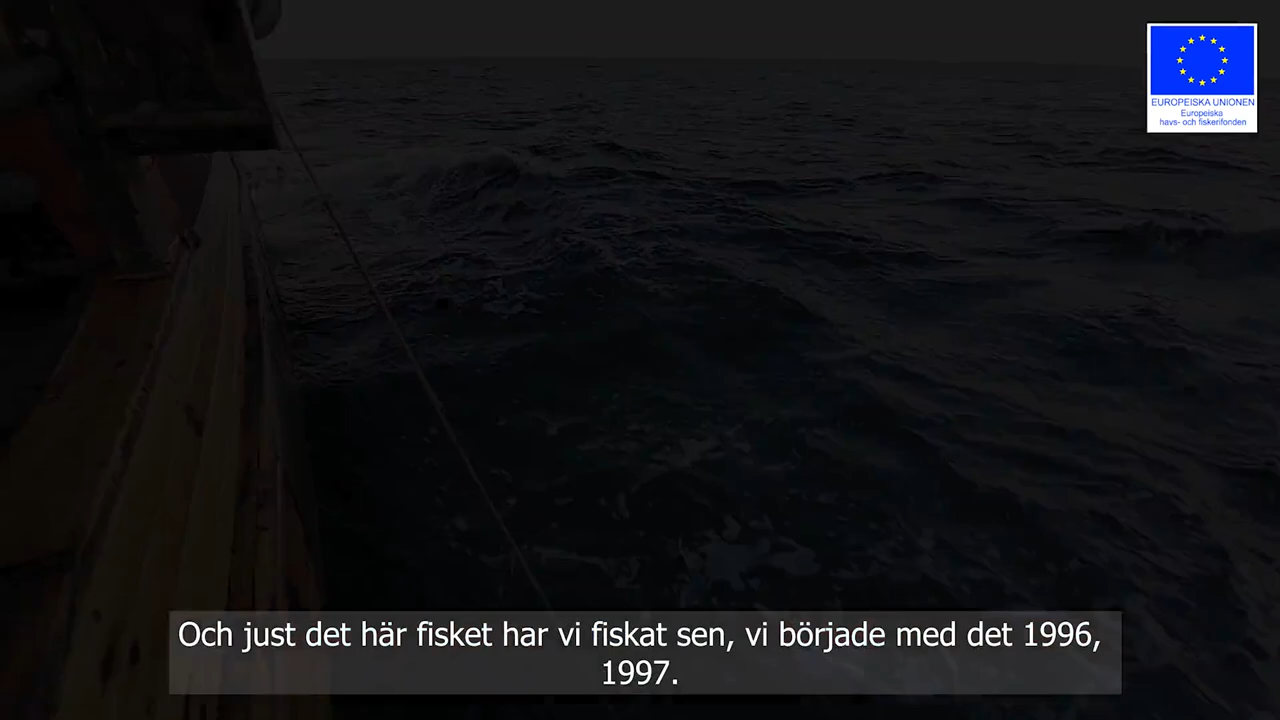 EUROPEISKA UNIONEN
Europeiska
havs- och fiskerifonden
Och just det här fisket har vi fiskat sen, vi började med det 1996,
1997.